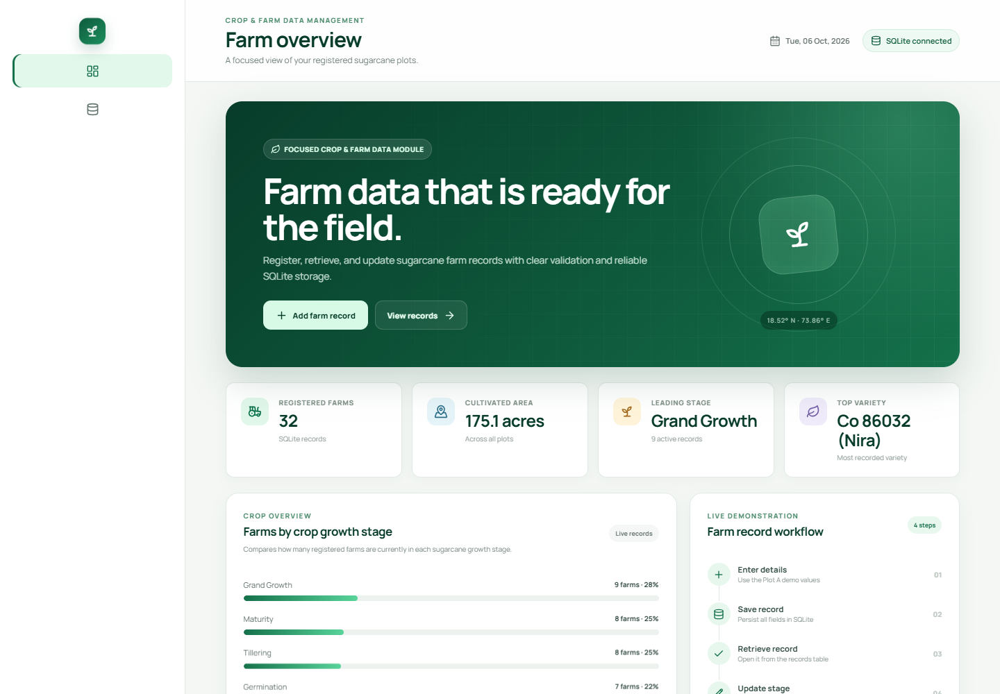 CROP & FARM DATA MANAGEMENT
Farm overview
A focused view of your registered sugarcane plots.
Tue, 06 Oct, 2026
SQLite connected
FOCUSED CROP & FARM DATA MODULE
Farm data that is ready for
the field.
Register, retrieve, and update sugarcane farm records with clear validation and reliable
SQLite storage.
Add farm record
View records
18.52° N · 73.86° E
REGISTERED FARMS
32
SQLite records
CULTIVATED AREA
175.1 acres
Across all plots
LEADING STAGE
Grand Growth
9 active records
TOP VARIETY
Co 86032
(Nira)
Most recorded variety
CROP OVERVIEW
Farms by crop growth stage
Compares how many registered farms are currently in each sugarcane growth stage.
Live records
Grand Growth
9 farms · 28%
Maturity
8 farms · 25%
Tillering
8 farms · 25%
Germination
7 farms · 22%
LIVE DEMONSTRATION
Farm record workflow
4 steps
Enter details
Use the Plot A demo values
01
Save record
Persist all fields in SQLite
02
Retrieve record
Open it from the records table
03
Update stage
04